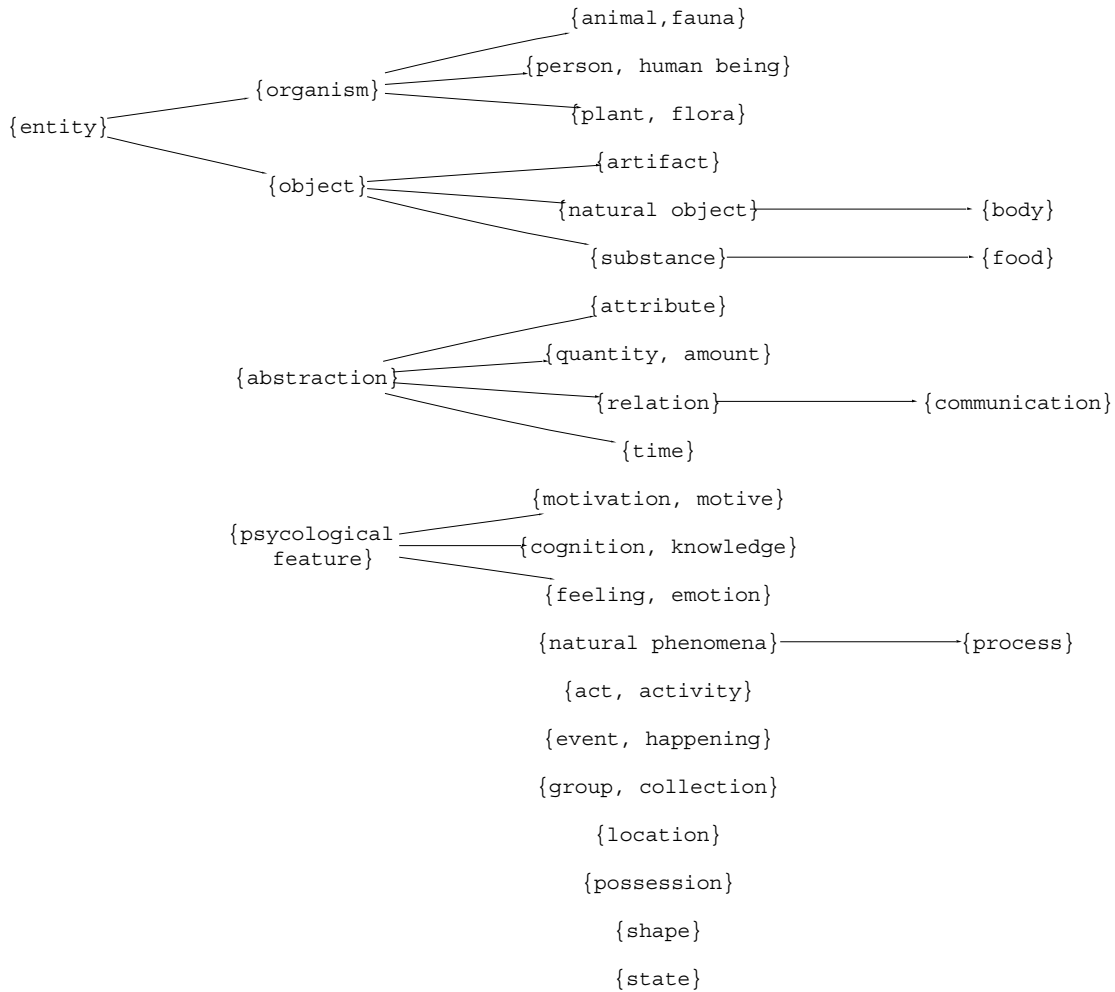 {animal,fauna}
{person, human being}
{organism}
{plant, flora}
{entity}
{artifact}
{object}
{natural object}
{body}
{substance}
{food}
{attribute}
{quantity, amount}
{abstraction}
{relation}
{communication}
{time}
{motivation, motive}
{psycological
feature}
{cognition, knowledge}
{feeling, emotion}
{natural phenomena}
{process}
{act, activity}
{event, happening}
{group, collection}
{location}
{possession}
{shape}
{state}